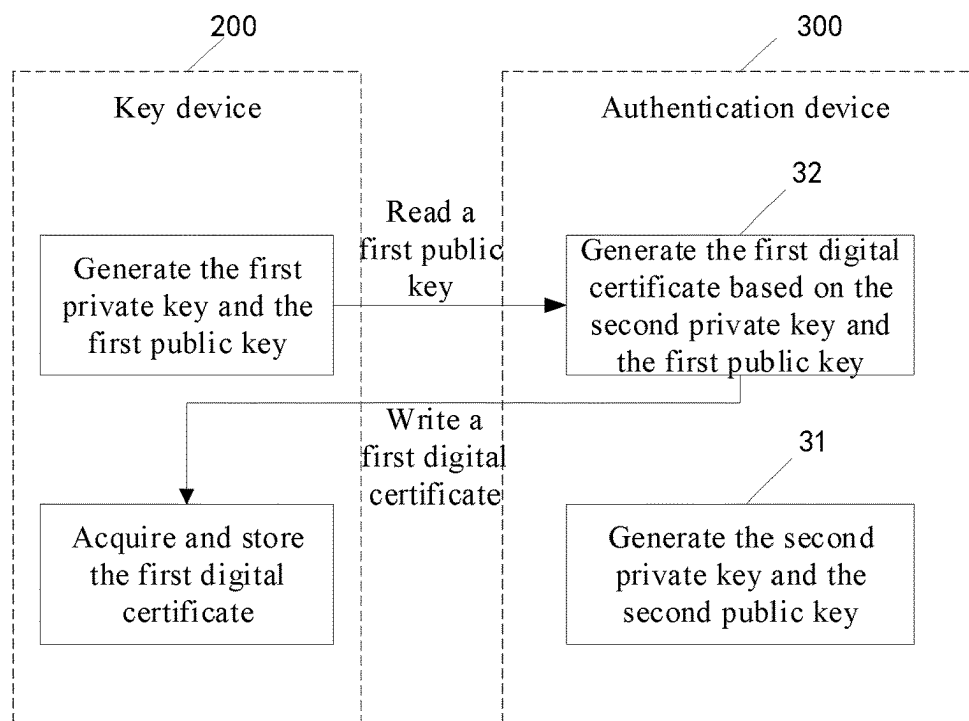 200
300
Key device
Authentication device
32
Read a
first public
key
Generate the first
private key and the
first public key
Generate the first digital
certificate based on the
second private key and
the first public key
Write a
first digital
certificate
31
Acquire and store
the first digital
certificate
Generate the second
private key and the
second public key